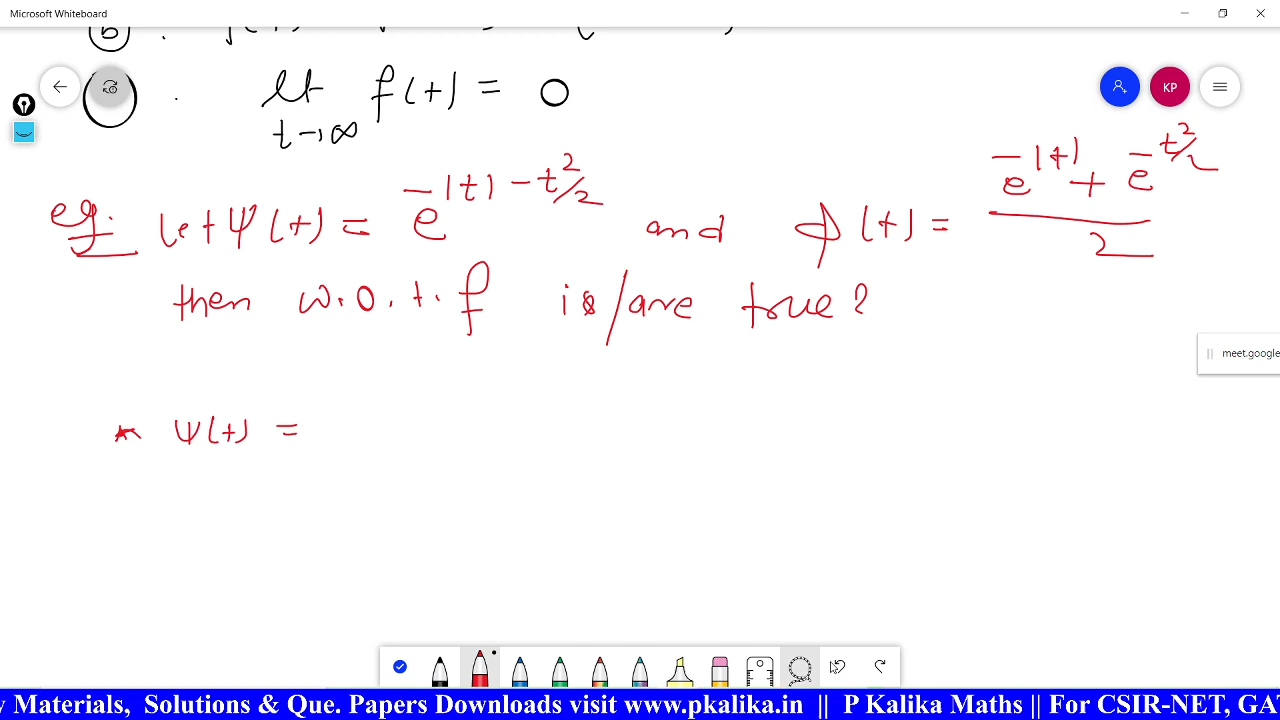 Microsoft Whiteboard
lt f(t) = 0
t→∞
KP
eg. let ψ(t) = e^{-|t| - t²/2} and φ(t) = (e^{-|t|} + e^{-t²/2})/2
then w.o.t.f is/are true?
meet.google
* ψ(t) =
y Materials, Solutions & Que. Papers Downloads visit www.pkalika.in || P Kalika Maths || For CSIR-NET, GA